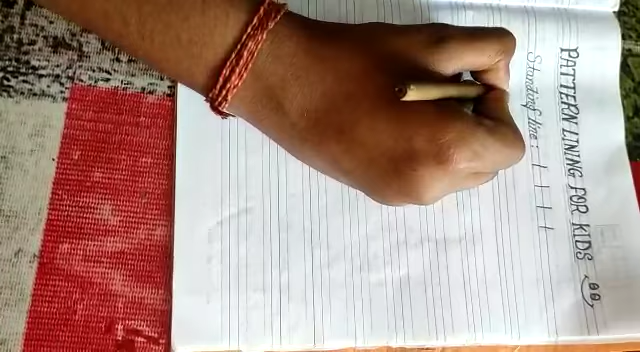 PATTERN LINING FOR KIDS
Standing line : | | | |